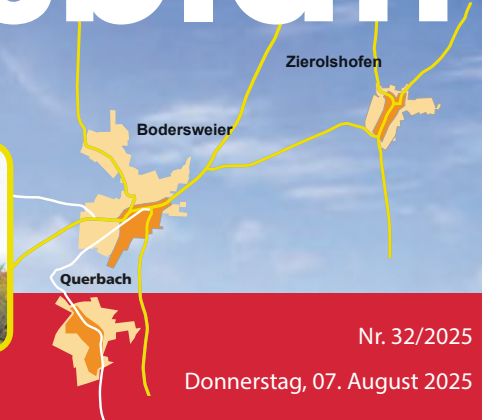 Zierolshofen
Bodersweier
Querbach
Nr. 32/2025
Donnerstag, 07. August 2025